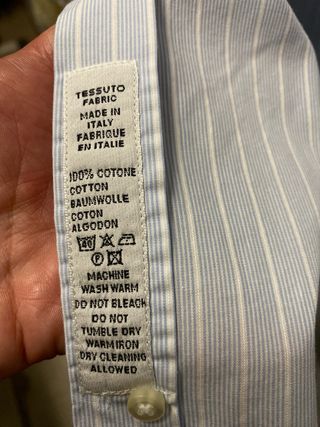 TESSUTO
FABRIC
MADE IN
ITALY
FABRIQUE
EN ITALIE
100% COTONE
COTTON
BAUMWOLLE
COTON
ALGODON
40
P
MACHINE
WASH WARM
DO NOT BLEACH
DO NOT
TUMBLE DRY
WARM IRON
DRY CLEANING
ALLOWED